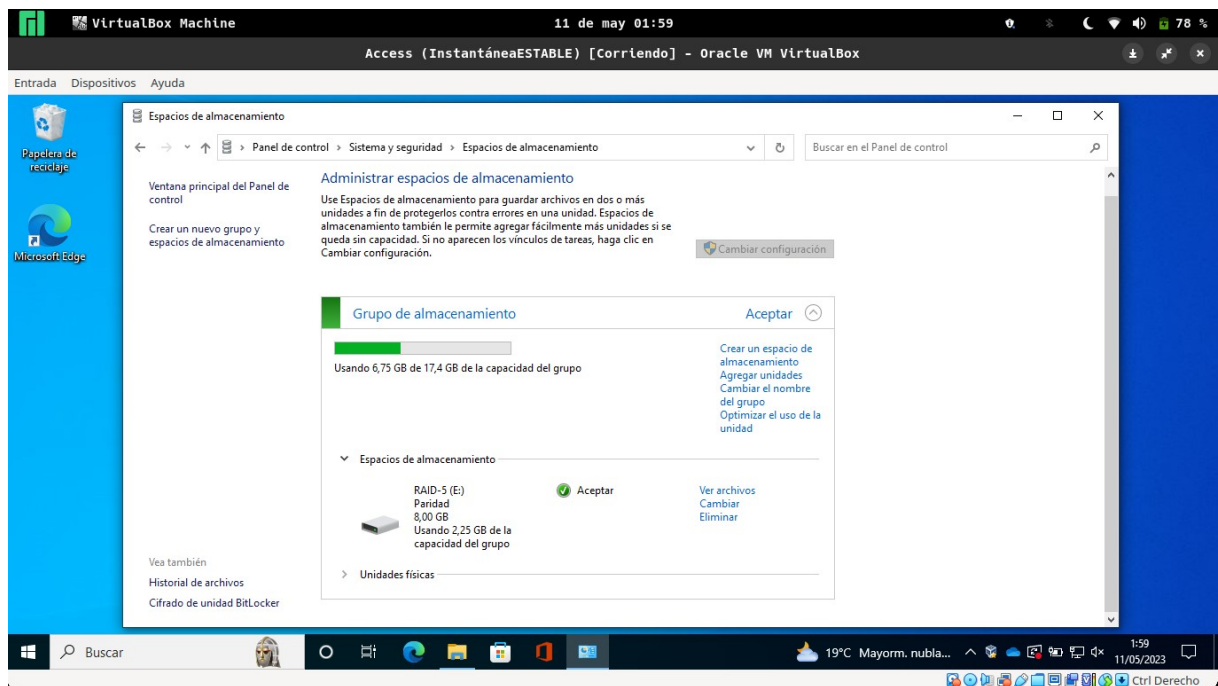 VirtualBox Machine
11 de may 01:59
78 %
Access (InstantáneaESTABLE) [Corriendo] - Oracle VM VirtualBox
Entrada Dispositivos Ayuda
Papelera de
reciclaje
Microsoft Edge
Espacios de almacenamiento
Panel de control › Sistema y seguridad › Espacios de almacenamiento
Buscar en el Panel de control
Ventana principal del Panel de
control
Crear un nuevo grupo y
espacios de almacenamiento
Vea también
Historial de archivos
Cifrado de unidad BitLocker
Administrar espacios de almacenamiento
Use Espacios de almacenamiento para guardar archivos en dos o más
unidades a fin de protegerlos contra errores en una unidad. Espacios de
almacenamiento también le permite agregar fácilmente más unidades si se
queda sin capacidad. Si no aparecen los vínculos de tareas, haga clic en
Cambiar configuración.
Cambiar configuración
Grupo de almacenamiento
Aceptar
Usando 6,75 GB de 17,4 GB de la capacidad del grupo
Crear un espacio de
almacenamiento
Agregar unidades
Cambiar el nombre
del grupo
Optimizar el uso de la
unidad
Espacios de almacenamiento
RAID-5 (E:)
Paridad
8,00 GB
Usando 2,25 GB de la
capacidad del grupo
Aceptar
Ver archivos
Cambiar
Eliminar
Unidades físicas
Buscar
19°C Mayorm. nubla...
1:59
11/05/2023
Ctrl Derecho